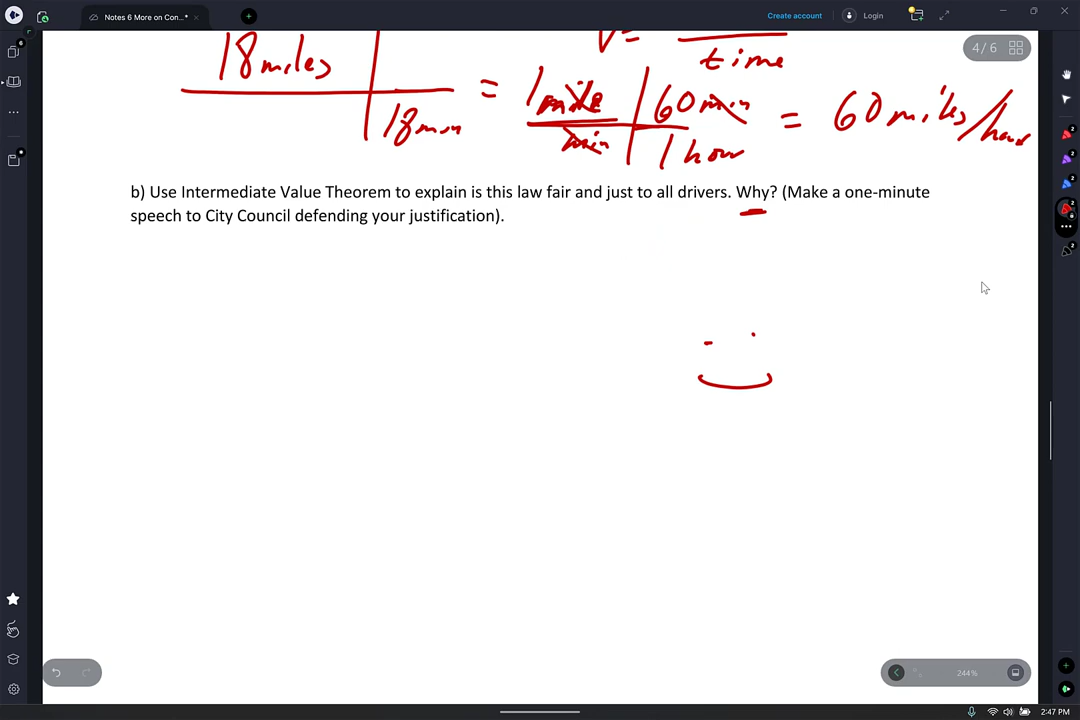 Notes 6 More on Con...* ×
Create account
Login
18 miles
18 min
=
1 mile
min
60 min
1 hour
V =
time
= 60 miles/hour
4 / 6
b) Use Intermediate Value Theorem to explain is this law fair and just to all drivers. Why? (Make a one-minute
speech to City Council defending your justification).
244%
2:47 PM